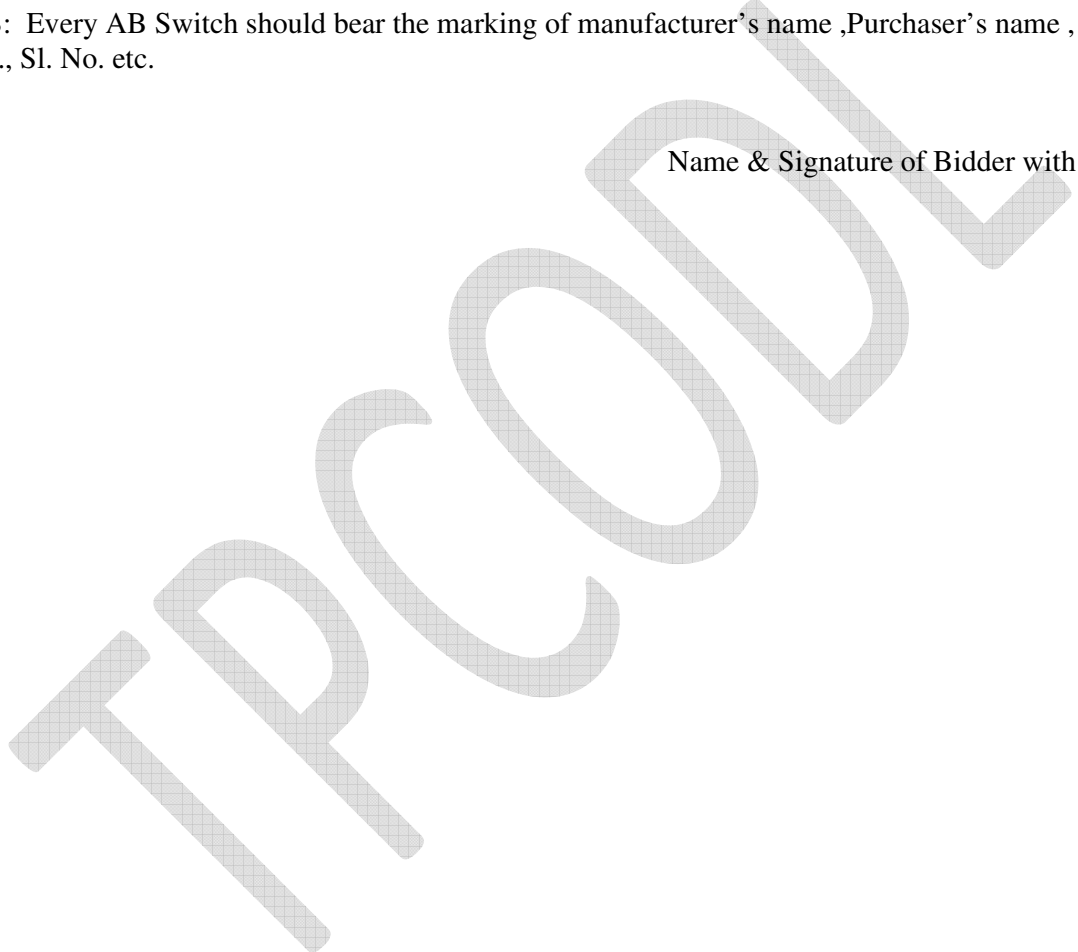 : Every AB Switch should bear the marking of manufacturer’s name ,Purchaser’s name ,
., Sl. No. etc.
Name & Signature of Bidder with
TPCODL